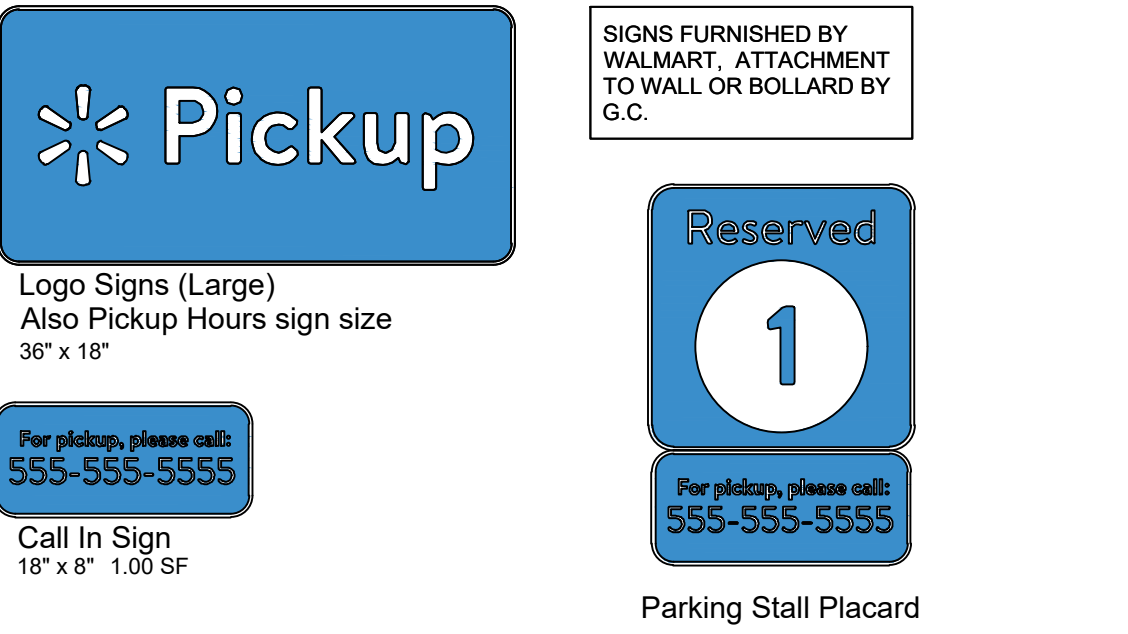 Pickup
Logo Signs (Large)
Also Pickup Hours sign size
36" x 18"
For pickup, please call:
555-555-5555
Call In Sign
18" x 8" 1.00 SF
SIGNS FURNISHED BY
WALMART, ATTACHMENT
TO WALL OR BOLLARD BY
G.C.
Reserved
1
For pickup, please call:
555-555-5555
Parking Stall Placard